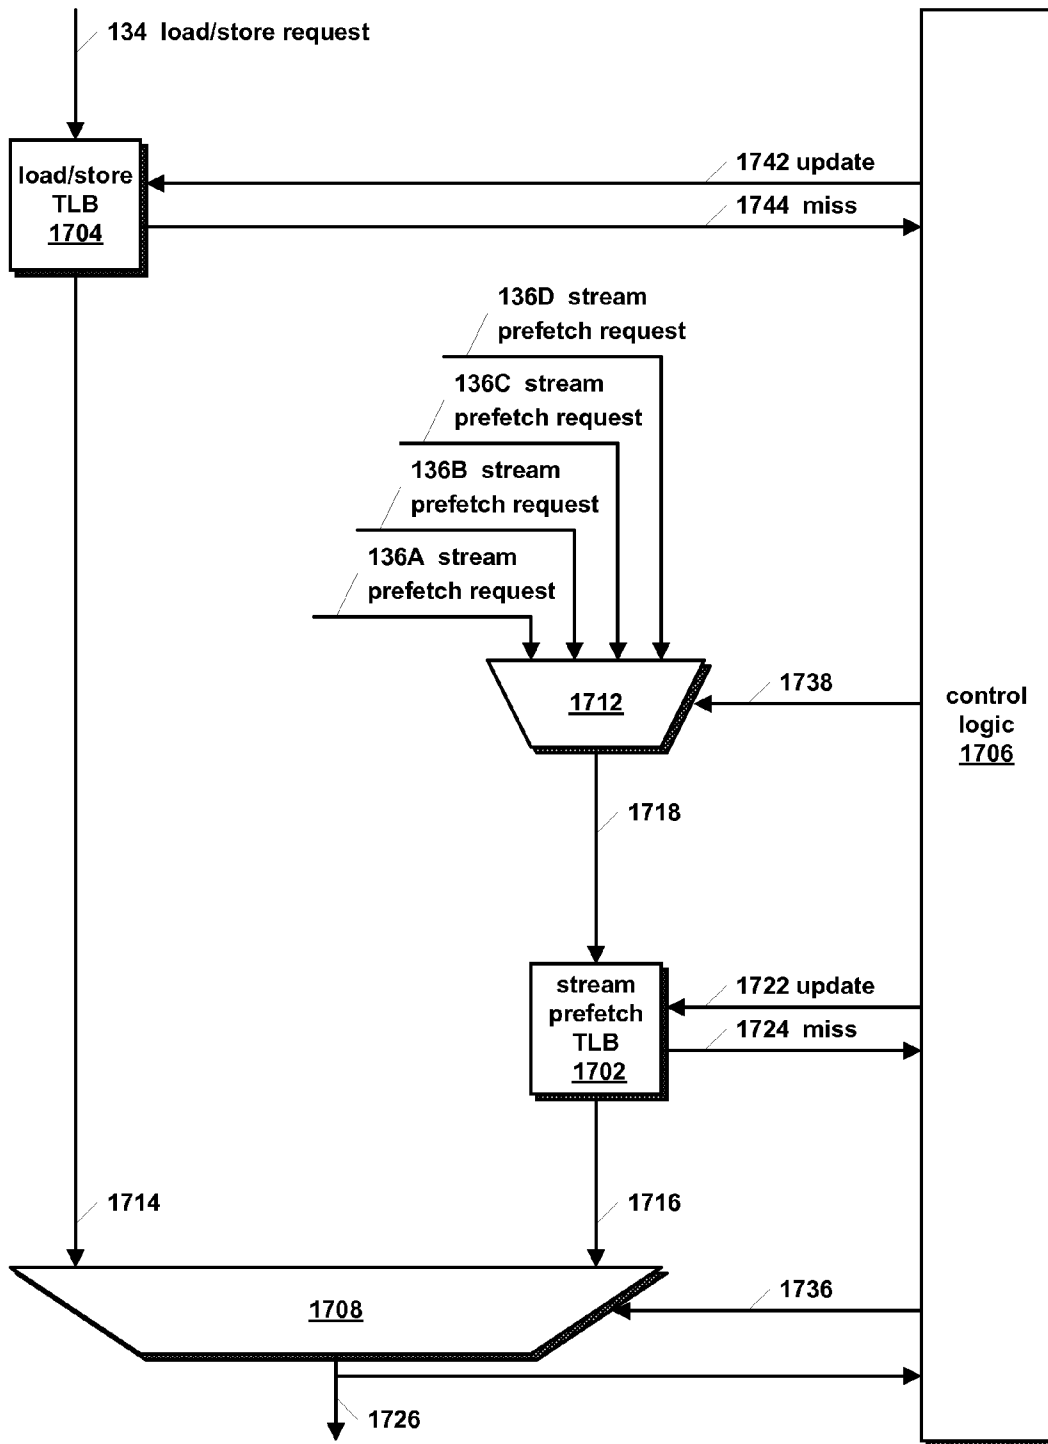 134 load/store request
load/store
TLB
1704
1742 update
1744 miss
136D stream
prefetch request
136C stream
prefetch request
136B stream
prefetch request
136A stream
prefetch request
1712
1738
control
logic
1706
1718
stream
prefetch
TLB
1702
1722 update
1724 miss
1714
1716
1708
1736
1726